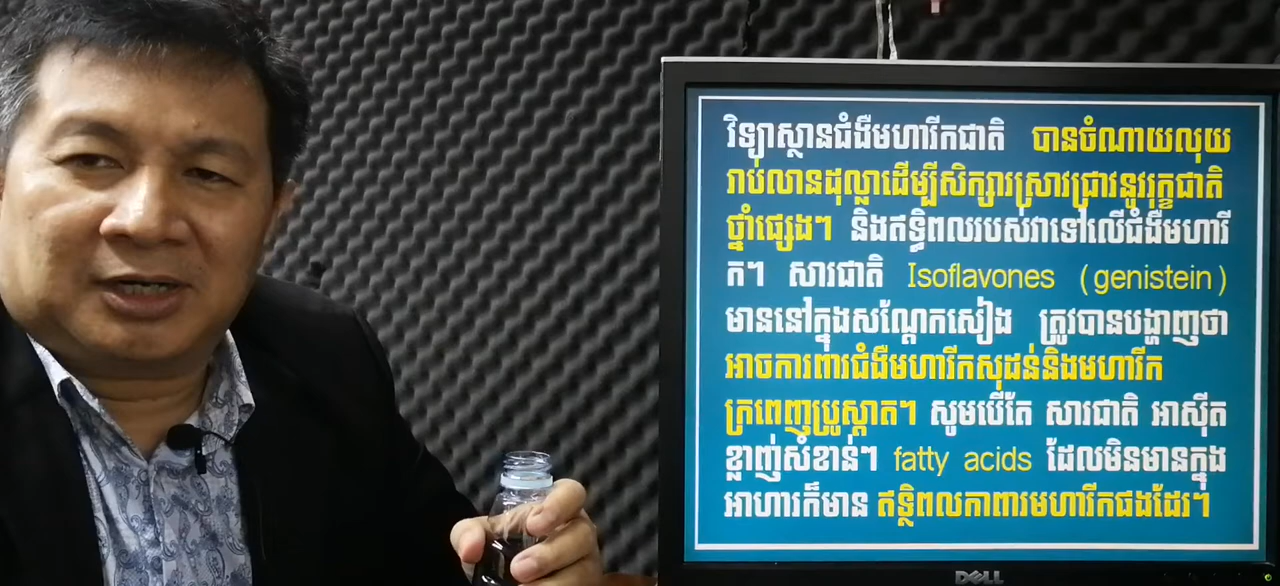 វិទ្យាស្ថានជំងឺមហារីកជាតិ បានចំណាយលុយ
រាប់លានដុល្លាដើម្បីសិក្សារស្រាវជ្រាវនូវរុក្ខជាតិ
ថ្នាំផ្សេងៗ និងឥទ្ធិពលរបស់វាទៅលើជំងឺមហារី
កៗ សារជាតិ Isoflavones (genistein)
មាននៅក្នុងសណ្តែកសៀង ត្រូវបានបង្ហាញថា
អាចការពារជំងឺមហារីកសុដន់និងមហារីក
ក្រពេញប្រូស្តាតៗ សូមបើតែ សារជាតិ អាស៊ីត
ខ្លាញ់សំខាន់ៗ fatty acids ដែលមិនមានក្នុង
អាហារក៏មាន ឥទ្ធិពលកាពារមហារីកផងដែរៗ
DELL